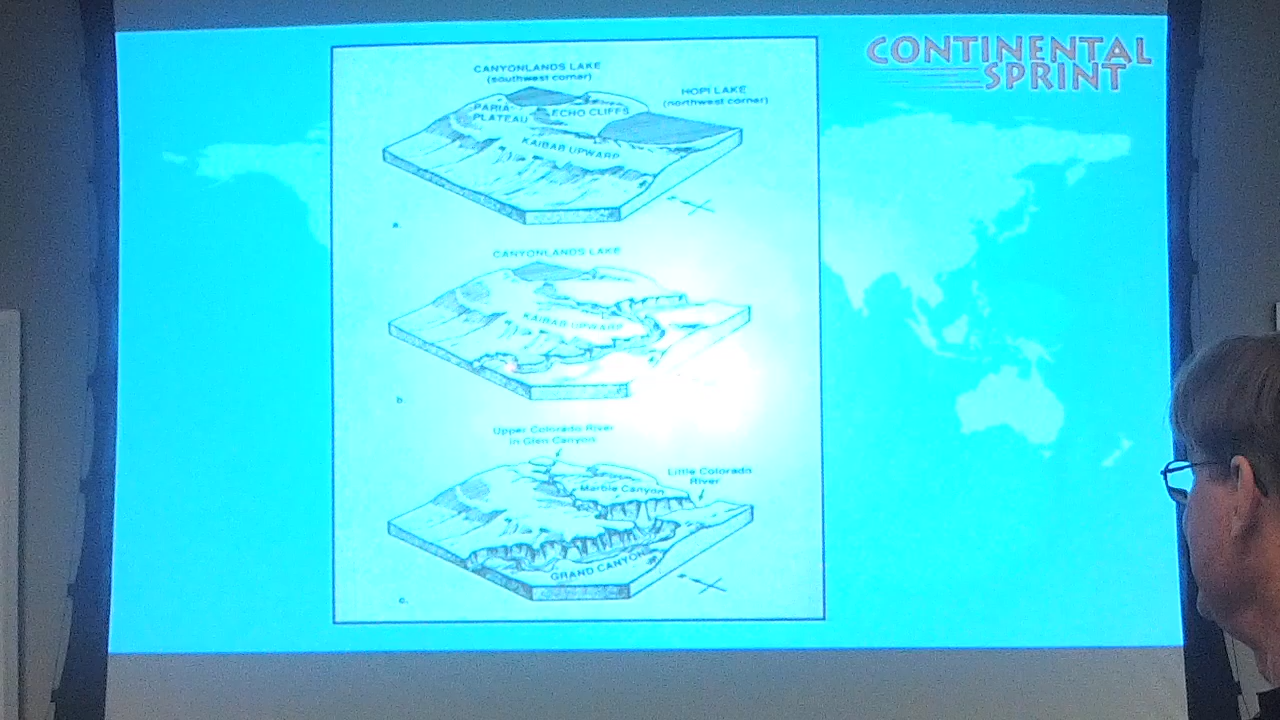 CONTINENTAL
SPRINT
CANYONLANDS LAKE
(southwest corner)
HOPI LAKE
(northwest corner)
PARIA
PLATEAU
ECHO CLIFFS
KAIBAB UPWARP
a.
CANYONLANDS LAKE
KAIBAB UPWARP
b.
Upper Colorado River
in Glen Canyon
Little Colorado
River
Marble Canyon
GRAND CANYON
c.